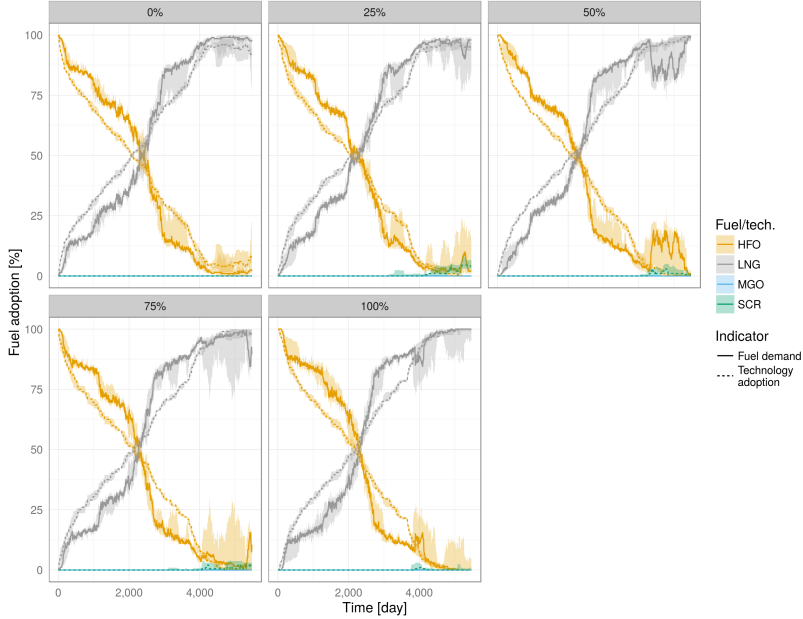 0%
25%
50%
100
75
50
25
0
75%
100%
100
75
50
25
0
0
2,000
4,000
0
2,000
4,000
Fuel adoption [%]
Time [day]
Fuel/tech.
HFO
LNG
MGO
SCR
Indicator
Fuel demand
Technology
adoption